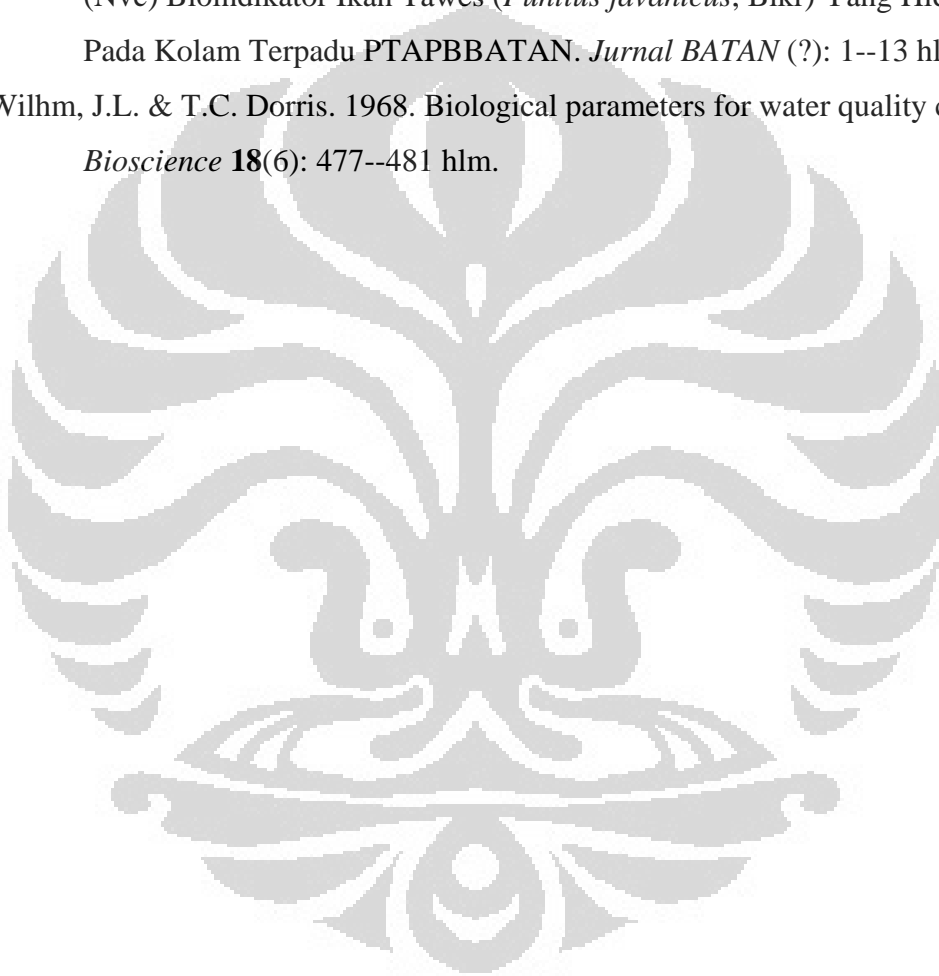 (Nve) Bioindikator Ikan Tawes (Puntius javanicus, Blkr) Yang
Pada Kolam Terpadu PTAPBBATAN. Jurnal BATAN (?): 1--13 hl
Wilhm, J.L. & T.C. Dorris. 1968. Biological parameters for water quality
Bioscience 18(6): 477--481 hlm.